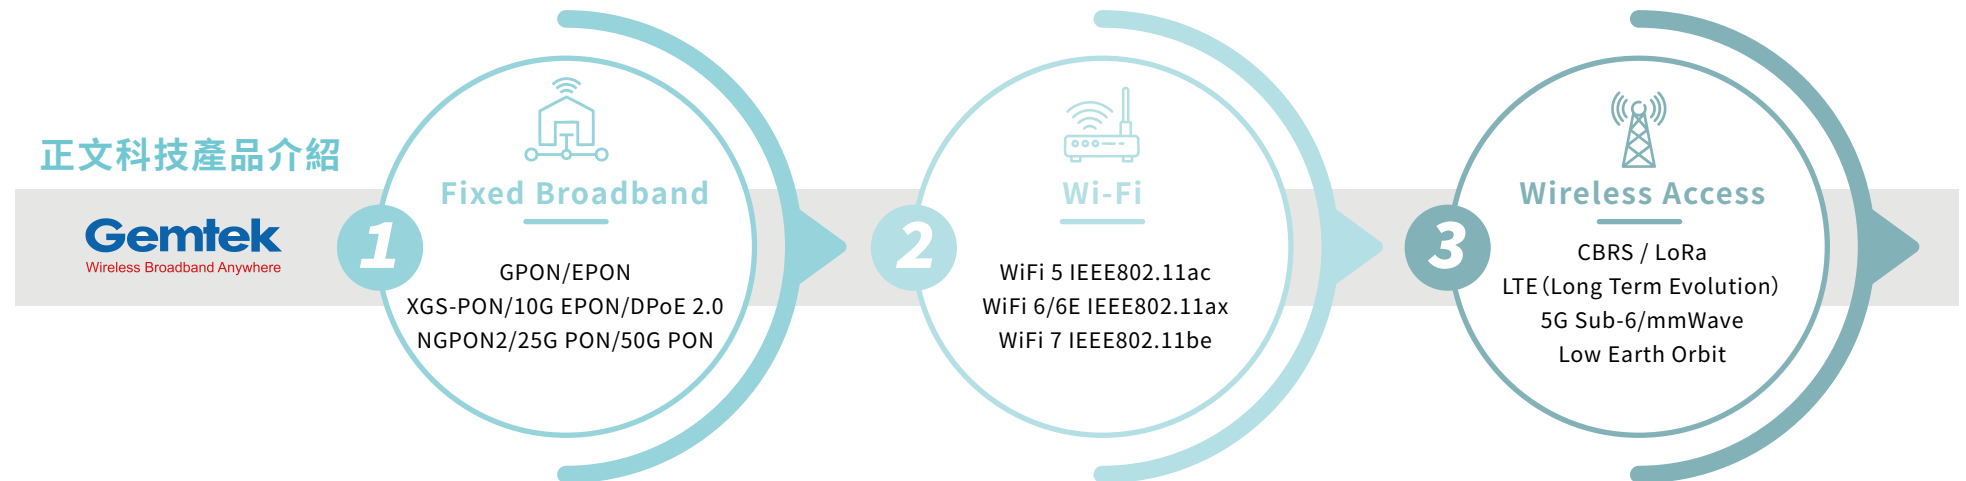 正文科技產品介紹
Gemtek
Wireless Broadband Anywhere
1
Fixed Broadband
GPON/EPON
XGS-PON/10G EPON/DPoE 2.0
NGPON2/25G PON/50G PON
2
Wi-Fi
WiFi 5 IEEE802.11ac
WiFi 6/6E IEEE802.11ax
WiFi 7 IEEE802.11be
3
Wireless Access
CBRS / LoRa
LTE(Long Term Evolution)
5G Sub-6/mmWave
Low Earth Orbit